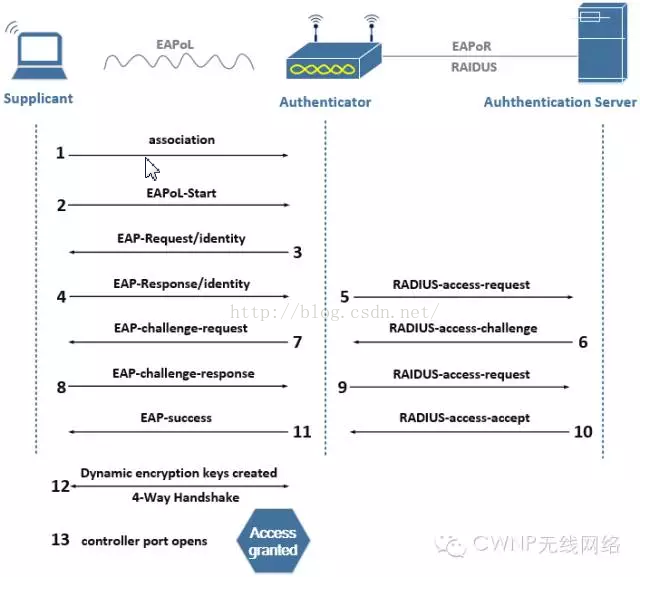 EAPoL
EAPoR
RAIDUS
Supplicant
Authenticator
Auhthentication Server
association
1
EAPoL-Start
2
EAP-Request/identity
3
EAP-Response/identity
4
RADIUS-access-request
5
http://blog.csdn.net/
EAP-challenge-request
7
RADIUS-access-challenge
6
EAP-challenge-response
8
RAIDUS-access-request
9
EAP-success
11
RADIUS-access-accept
10
Dynamic encryption keys created
12
4-Way Handshake
13 controller port opens
Access
granted
CWNP无线网络